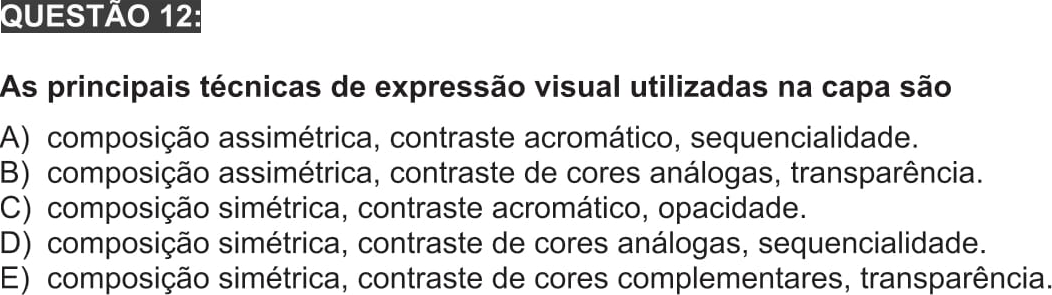 QUESTÃO 12:
As principais técnicas de expressão visual utilizadas na capa são
A) composição assimétrica, contraste acromático, sequencialidade.
B) composição assimétrica, contraste de cores análogas, transparência.
C) composição simétrica, contraste acromático, opacidade.
D) composição simétrica, contraste de cores análogas, sequencialidade.
E) composição simétrica, contraste de cores complementares, transparência.